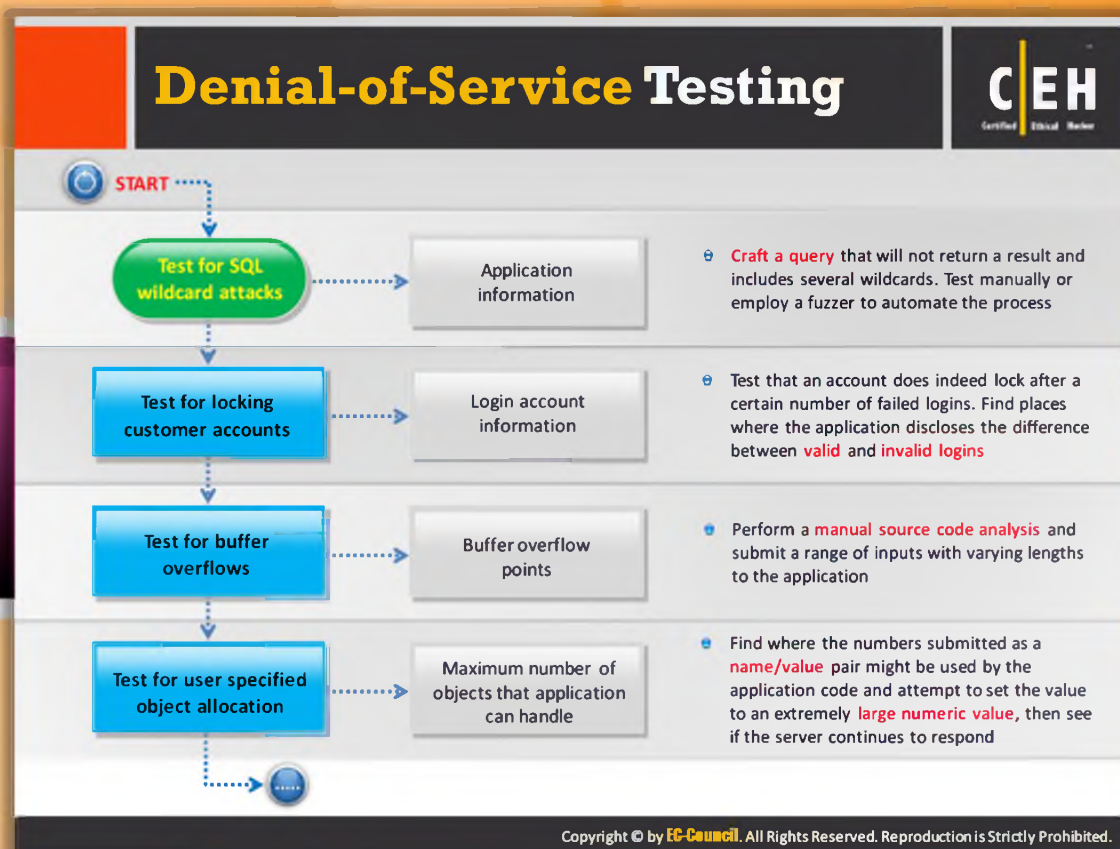 Denial-of-Service Testing
C EH
Certified Ethical Hacker
START
Test for SQL
wildcard attacks
Application
information
Craft a query that will not return a result and
includes several wildcards. Test manually or
employ a fuzzer to automate the process
Test for locking
customer accounts
Login account
information
Test that an account does indeed lock after a
certain number of failed logins. Find places
where the application discloses the difference
between valid and invalid logins
Test for buffer
overflows
Buffer overflow
points
Perform a manual source code analysis and
submit a range of inputs with varying lengths
to the application
Test for user specified
object allocation
Maximum number of
objects that application
can handle
Find where the numbers submitted as a
name/value pair might be used by the
application code and attempt to set the value
to an extremely large numeric value, then see
if the server continues to respond
Copyright © by EC-Council. All Rights Reserved. Reproduction is Strictly Prohibited.